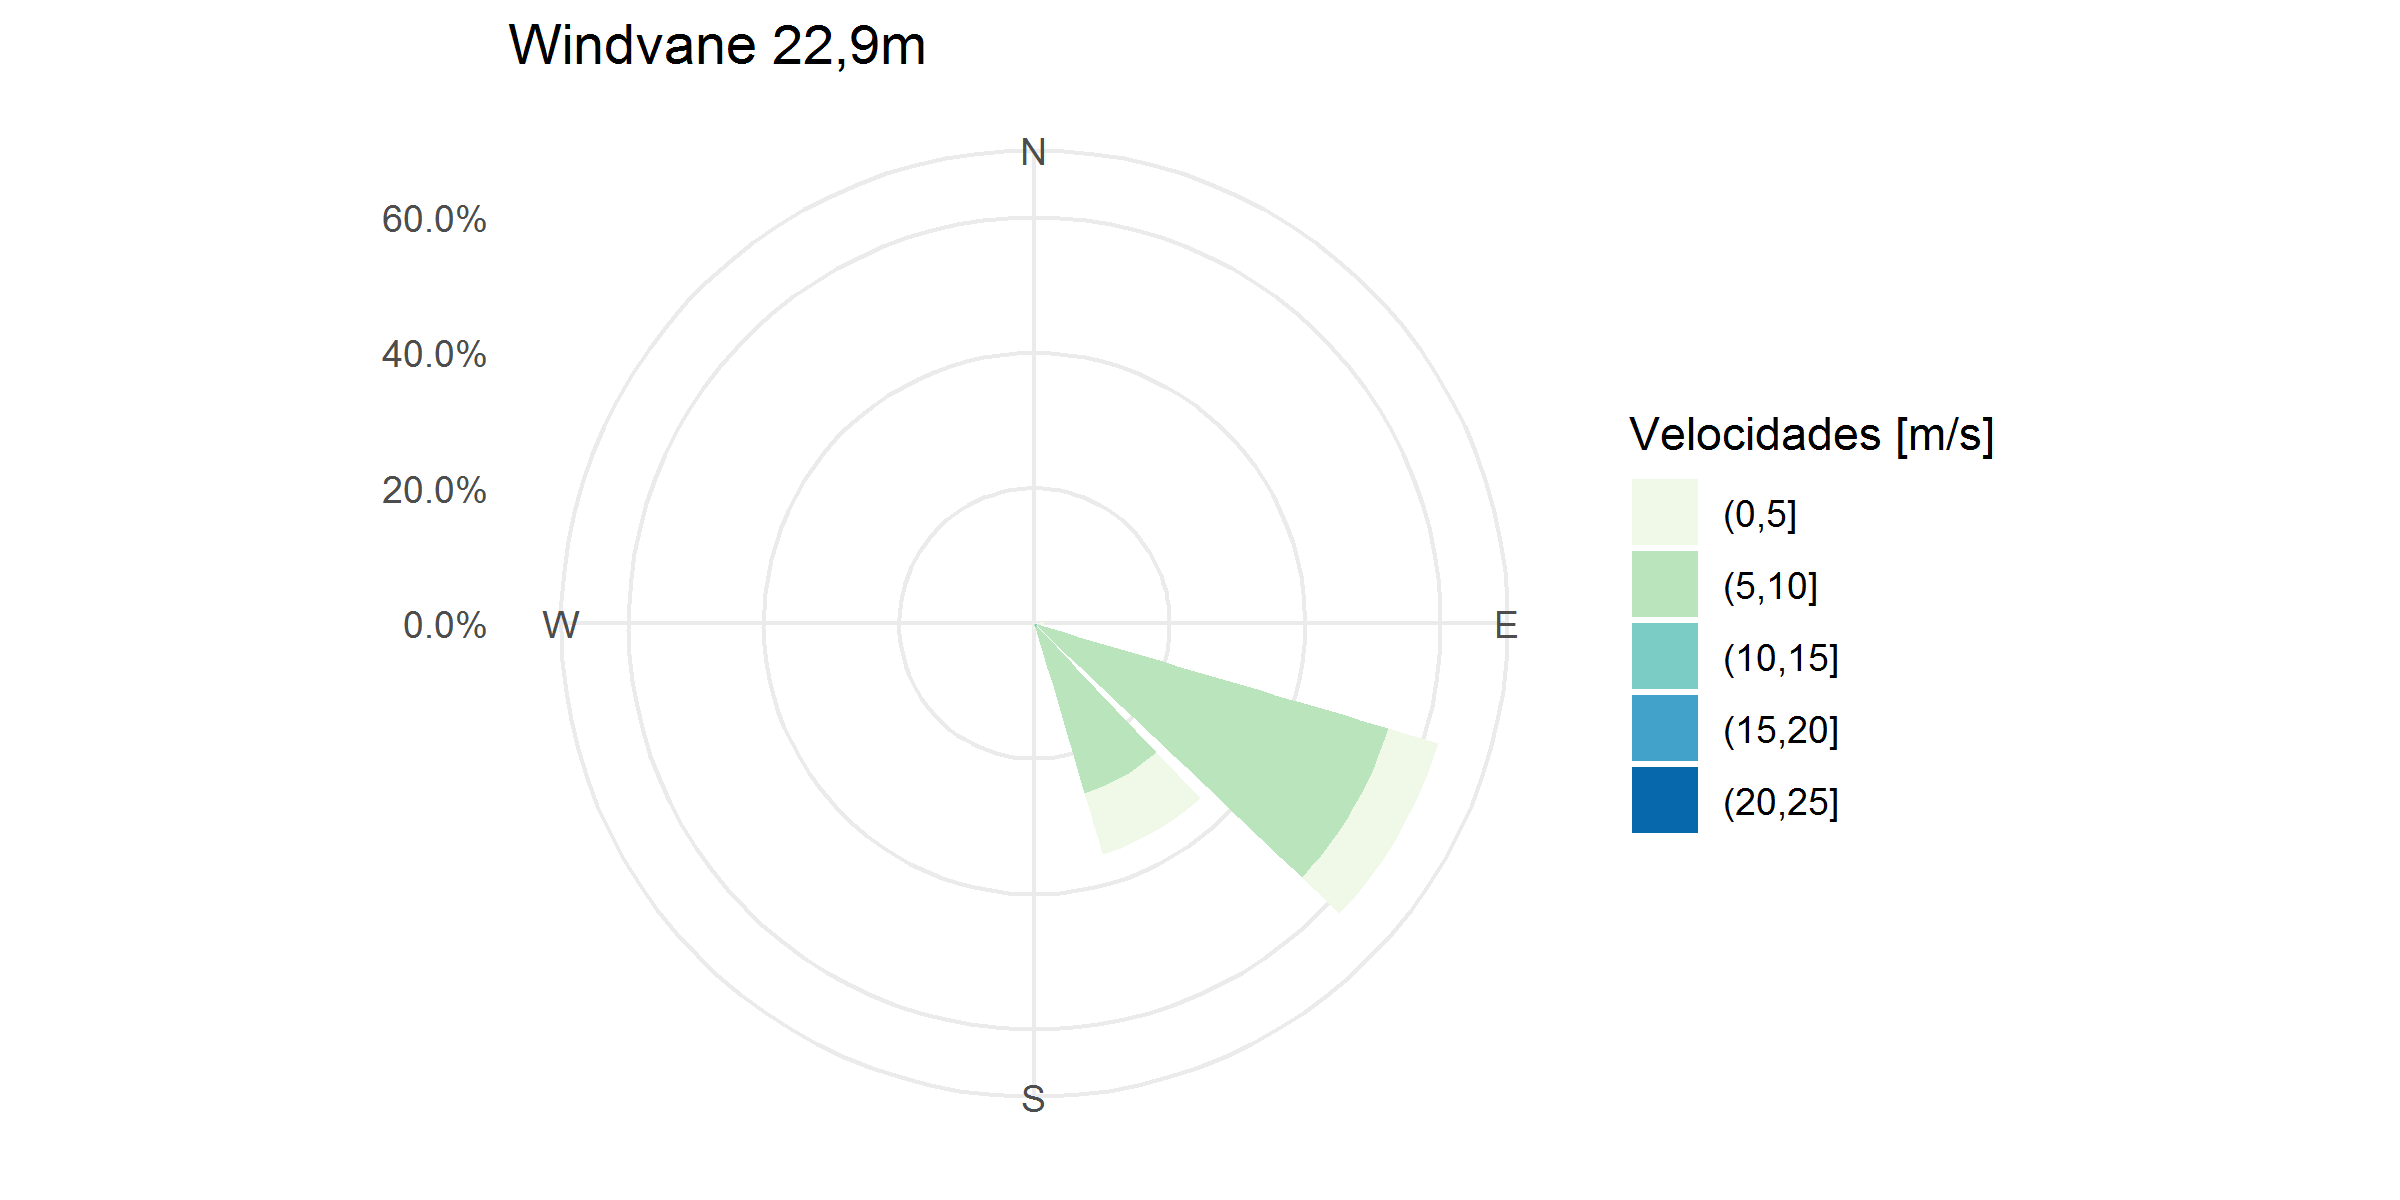 Windvane 22,9m
N
60.0%
40.0%
20.0%
0.0%
W
E
S
Velocidades [m/s]
(0,5]
(5,10]
(10,15]
(15,20]
(20,25]